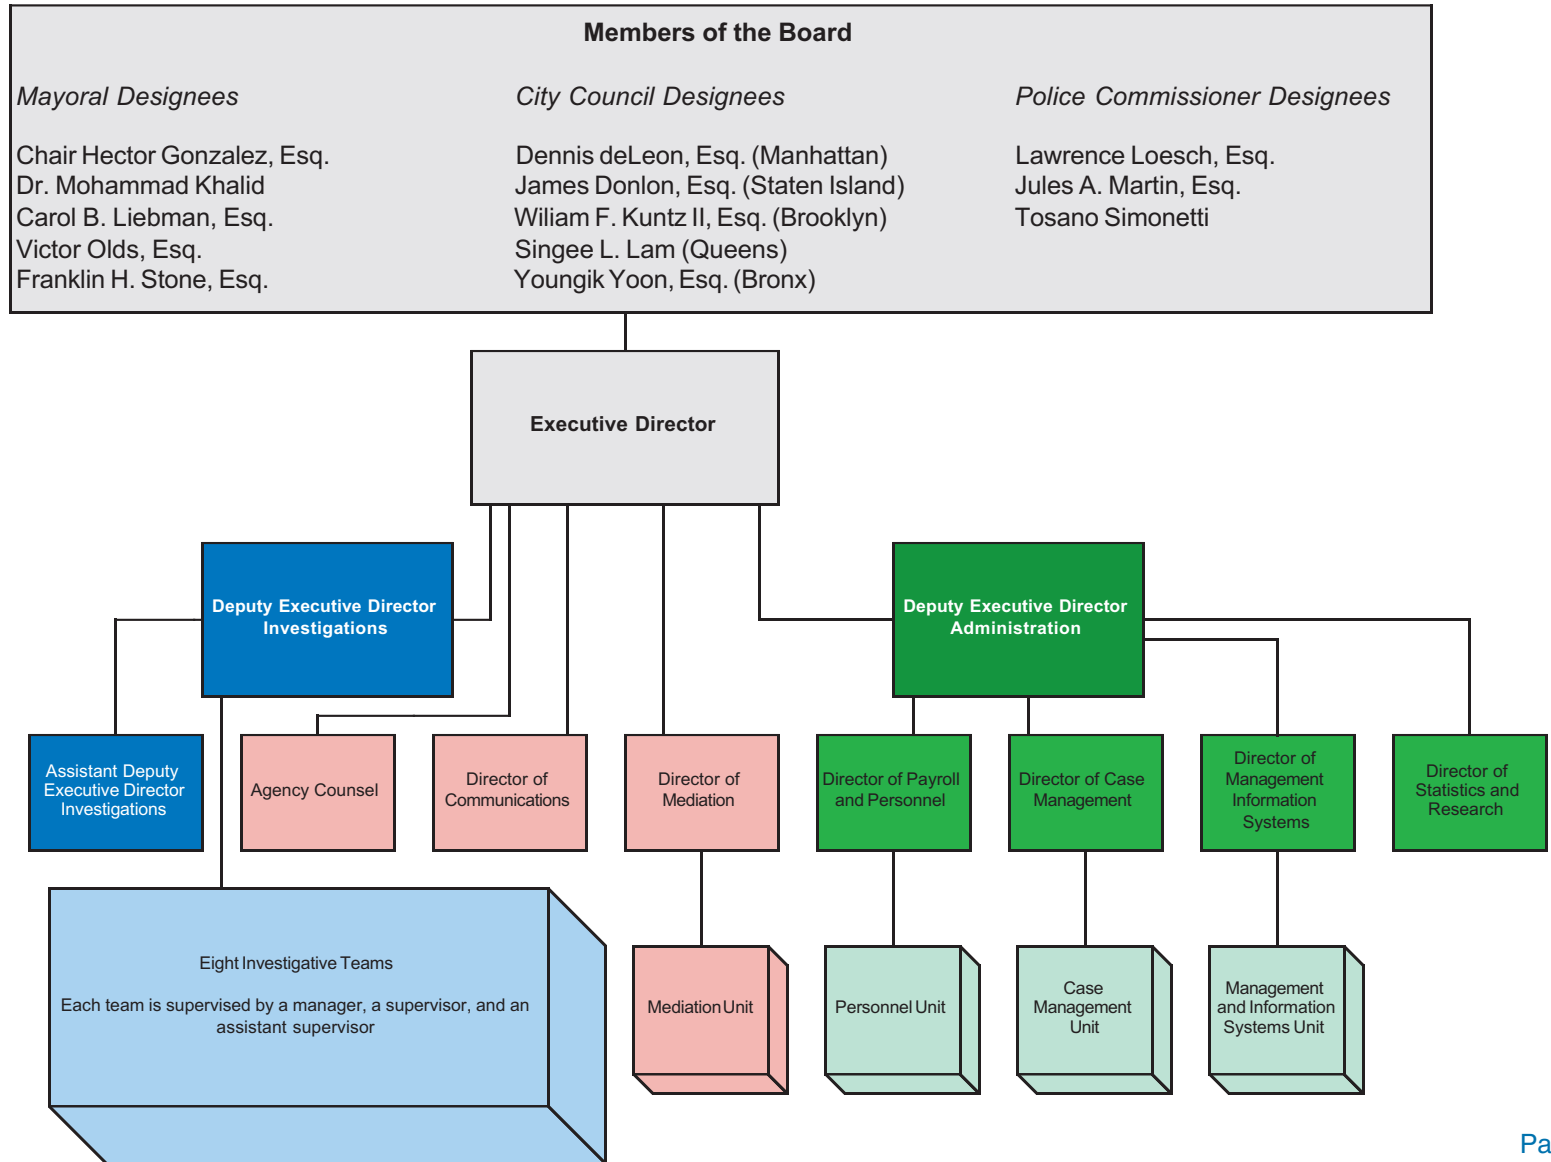 Members of the Board
Mayoral Designees
Chair Hector Gonzalez, Esq.
Dr. Mohammad Khalid
Carol B. Liebman, Esq.
Victor Olds, Esq.
Franklin H. Stone, Esq.
City Council Designees
Dennis deLeon, Esq. (Manhattan)
James Donlon, Esq. (Staten Island)
Wiliam F. Kuntz II, Esq. (Brooklyn)
Singee L. Lam (Queens)
Youngik Yoon, Esq. (Bronx)
Police Commissioner Designees
Lawrence Loesch, Esq.
Jules A. Martin, Esq.
Tosano Simonetti
Executive Director
Deputy Executive Director
Investigations
Deputy Executive Director
Administration
Assistant Deputy
Executive Director
Investigations
Agency Counsel
Director of
Communications
Director of
Mediation
Director of Payroll
and Personnel
Director of Case
Management
Director of
Management
Information
Systems
Director of
Statistics and
Research
Eight Investigative Teams
Each team is supervised by a manager, a supervisor, and an
assistant supervisor
Mediation Unit
Personnel Unit
Case
Management
Unit
Management
and Information
Systems Unit
Pa